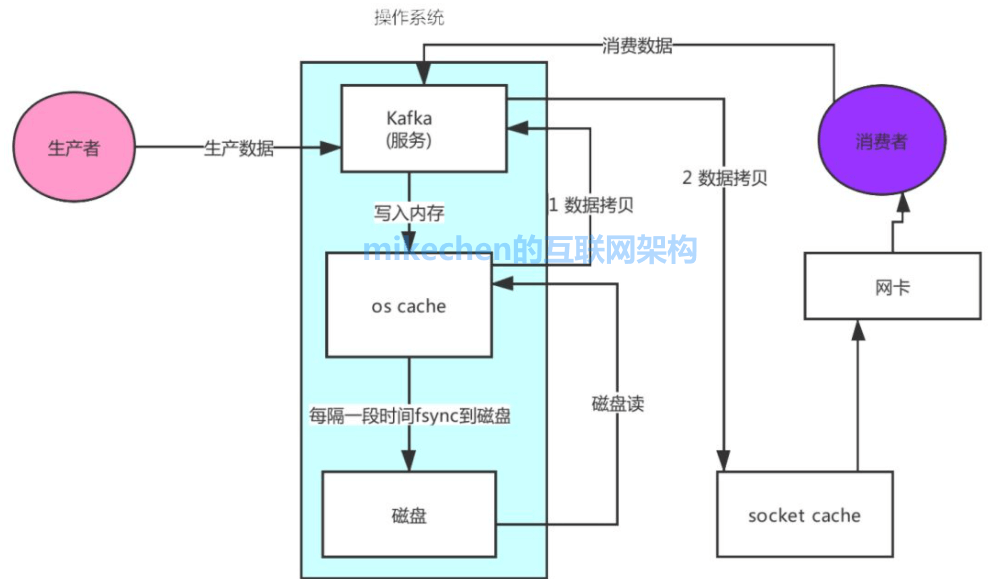 操作系统
消费数据
Kafka
(服务)
生产者
生产数据
消费者
2 数据拷贝
1 数据拷贝
写入内存
mikechen的互联网架构
网卡
os cache
磁盘读
每隔一段时间fsync到磁盘
磁盘
socket cache